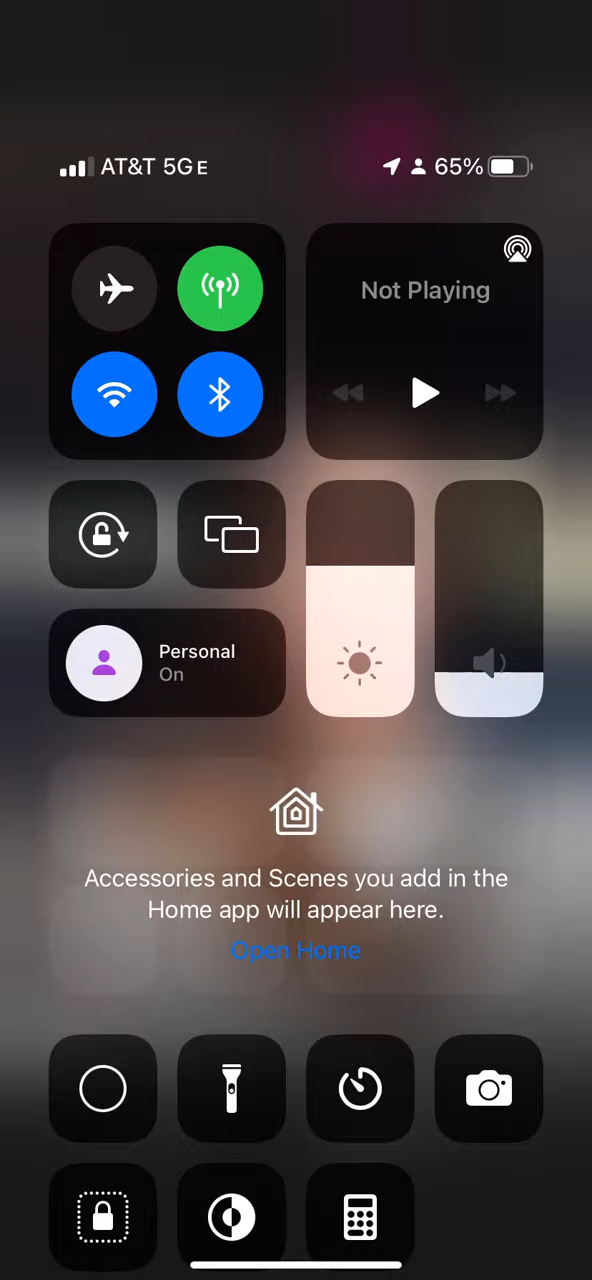 AT&T 5GE
65%
Not Playing
Personal
On
Accessories and Scenes you add in the
Home app will appear here.
Open Home